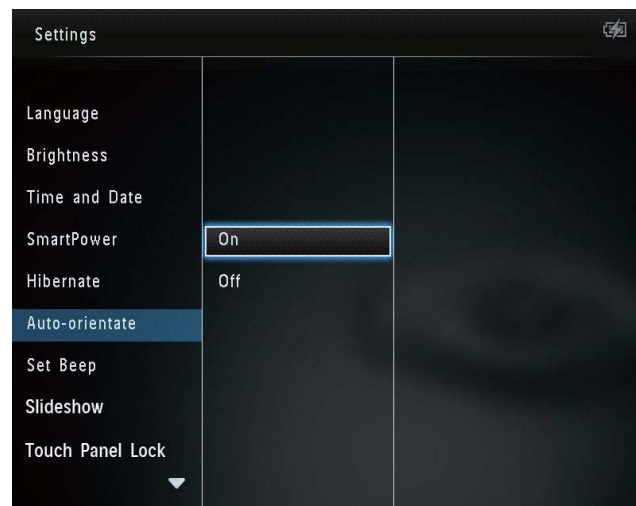 Settings
Language
Brightness
Time and Date
SmartPower
Hibernate
Auto-orientate
Set Beep
Slideshow
Touch Panel Lock
On
Off